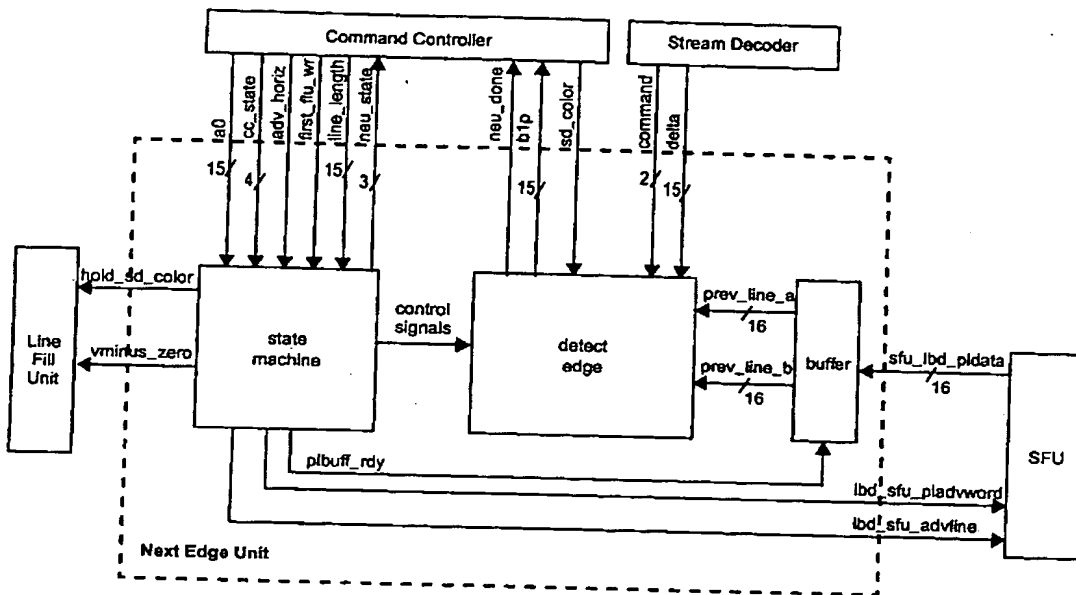 Command Controller
Stream Decoder
a0
cc_state
adv_horiz
first_flu_wr
line_length
neu_state
neu_done
b1p
sd_color
command
delta
15
4
15
3
15
2
15
hold_sd_color
vminus_zero
Line
Fill
Unit
state
machine
control
signals
detect
edge
prev_line_a
16
prev_line_b
16
buffer
sfu_lbd_pldata
16
SFU
plbuff_rdy
lbd_sfu_pladvword
lbd_sfu_advline
Next Edge Unit